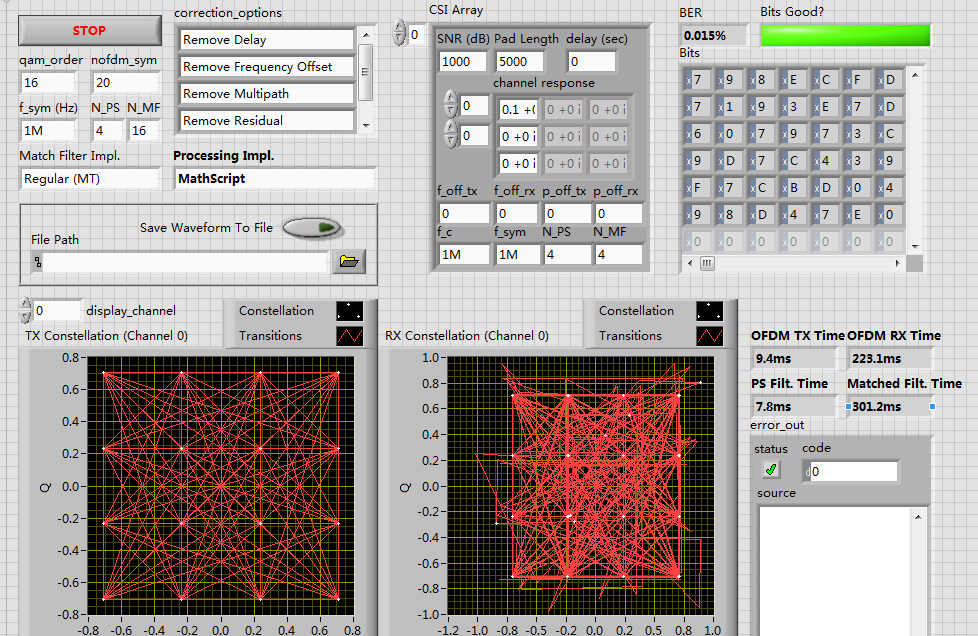 STOP
qam_order nofdm_sym
16 20
f_sym (Hz) N_PS N_MF
1M 4 16
Match Filter Impl.
Regular (MT)
correction_options
Remove Delay
Remove Frequency Offset
Remove Multipath
Remove Residual
Processing Impl.
MathScript
Save Waveform To File
File Path
CSI Array
0
SNR (dB) Pad Length delay (sec)
1000 5000 0
channel response
0 0.1 +0 0 +0 i 0 +0 i
0 0 +0 i 0 +0 i 0 +0 i
0 +0 i 0 +0 i 0 +0 i
f_off_tx f_off_rx p_off_tx p_off_rx
0 0 0 0
f_c f_sym N_PS N_MF
1M 1M 4 4
BER
0.015%
Bits Good?
Bits
x7 x9 x8 xE xC xF xD
x7 x1 x9 x3 xE x7 xD
x6 x0 x7 x9 x7 x3 xC
x9 xD x7 xC x4 x3 x9
xF x7 xC xB xD x0 x4
x9 x8 xD x4 x7 xE x0
x0 x0 x0 x0 x0 x0 x0
0 display_channel
TX Constellation (Channel 0)
Constellation
Transitions
0.8
0.6
0.4
0.2
0.0
-0.2
-0.4
-0.6
-0.8
Q
-0.8 -0.6 -0.4 -0.2 0.0 0.2 0.4 0.6 0.8
RX Constellation (Channel 0)
Constellation
Transitions
1.0
0.8
0.6
0.4
0.2
0.0
-0.2
-0.4
-0.6
-0.8
-1.0
Q
-1.2 -1.0 -0.8 -0.5 -0.2 0.0 0.2 0.5 0.8 1.0
OFDM TX Time OFDM RX Time
9.4ms 223.1ms
PS Filt. Time Matched Filt. Time
7.8ms 301.2ms
error_out
status code
d0
source